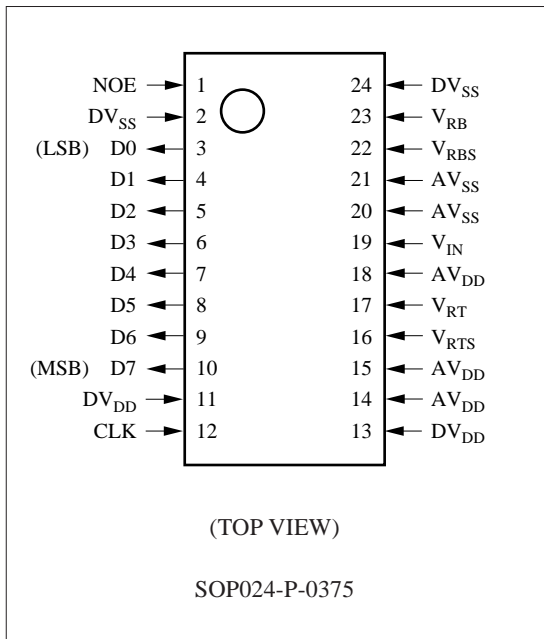 NOE 1 24 DVSS
DVSS 2 23 VRB
(LSB) D0 3 22 VRBS
D1 4 21 AVSS
D2 5 20 AVSS
D3 6 19 VIN
D4 7 18 AVDD
D5 8 17 VRT
D6 9 16 VRTS
(MSB) D7 10 15 AVDD
DVDD 11 14 AVDD
CLK 12 13 DVDD
(TOP VIEW)
SOP024-P-0375